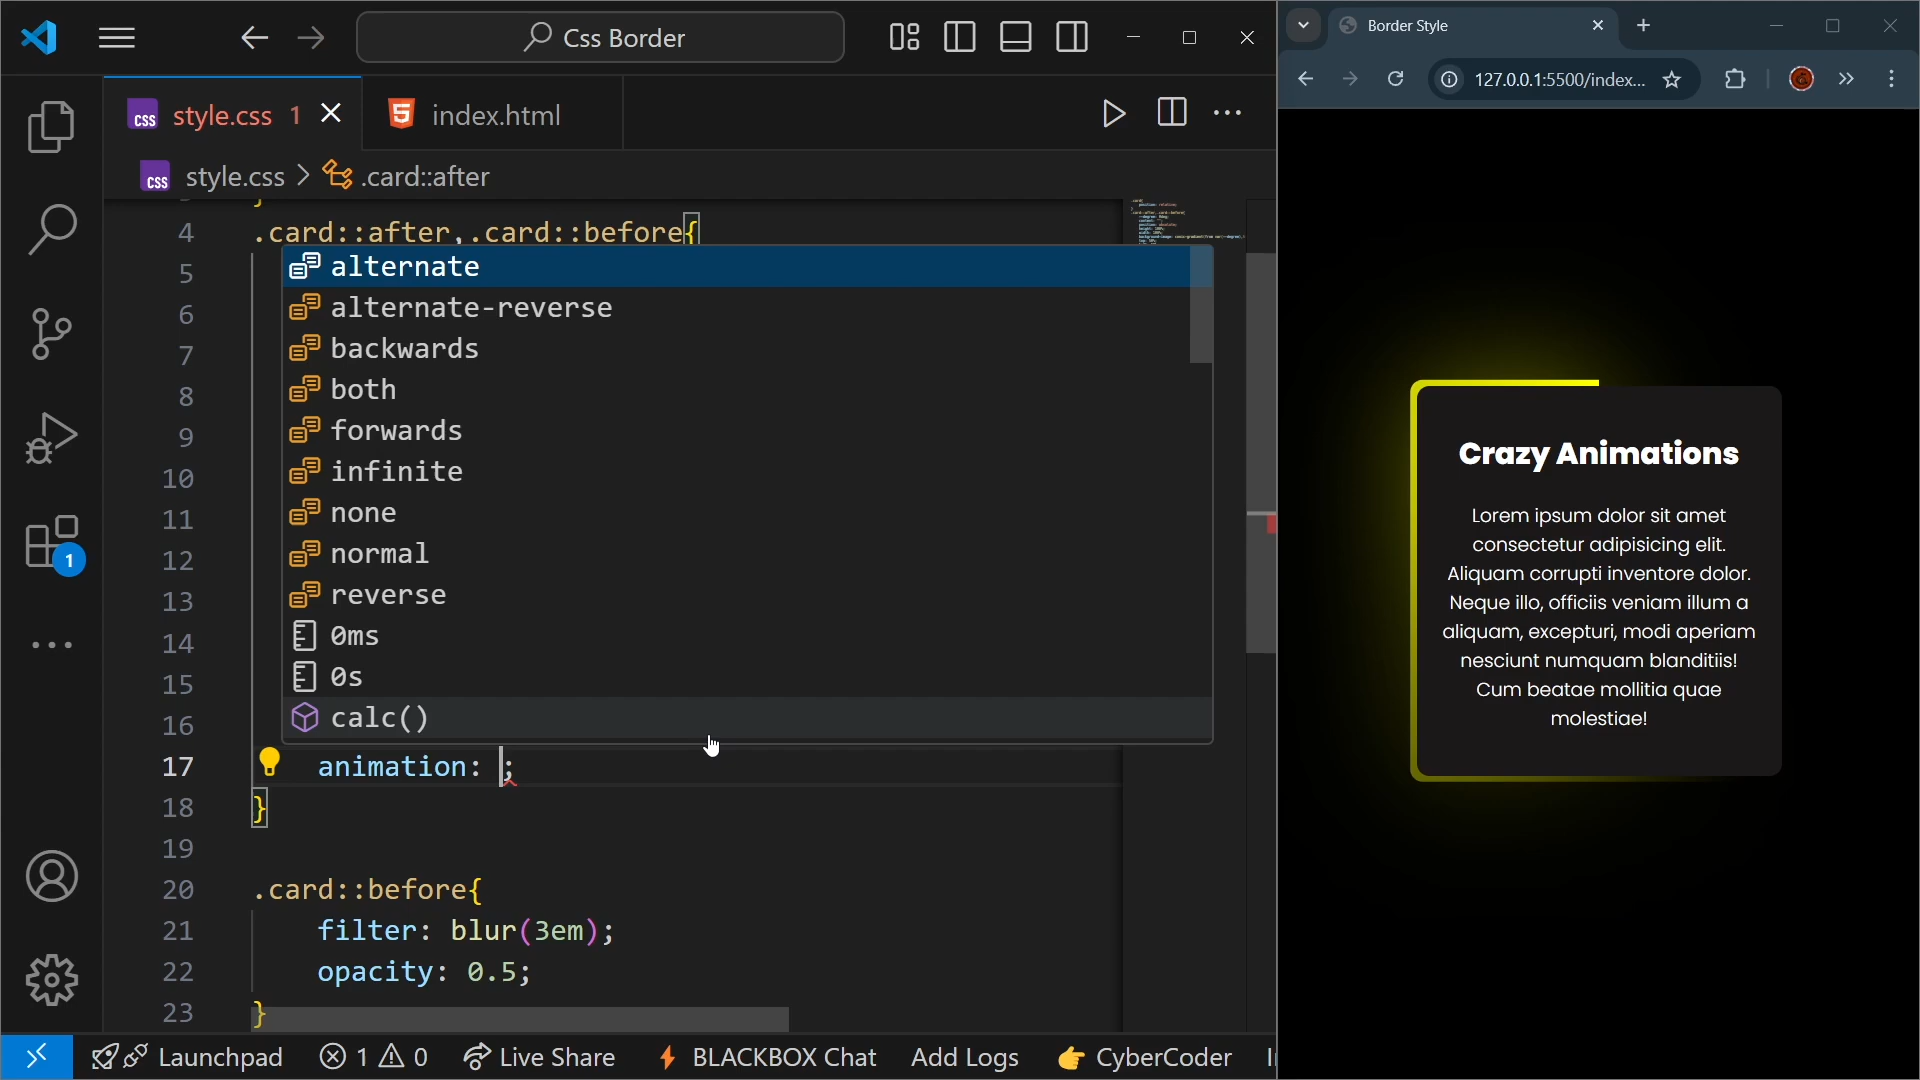 Css Border
style.css 1
index.html
css style.css > .card::after
4 .card::after,.card::before{
5 alternate
6 alternate-reverse
7 backwards
8 both
9 forwards
10 infinite
11 none
12 normal
13 reverse
14 0ms
15 0s
16 calc()
17 animation: ;
18 }
19
20 .card::before{
21 filter: blur(3em);
22 opacity: 0.5;
23 }
1
Launchpad 1 0 Live Share BLACKBOX Chat Add Logs CyberCoder
Border Style
127.0.0.1:5500/index...
Crazy Animations
Lorem ipsum dolor sit amet
consectetur adipisicing elit.
Aliquam corrupti inventore dolor.
Neque illo, officiis veniam illum a
aliquam, excepturi, modi aperiam
nesciunt numquam blanditiis!
Cum beatae mollitia quae
molestiae!